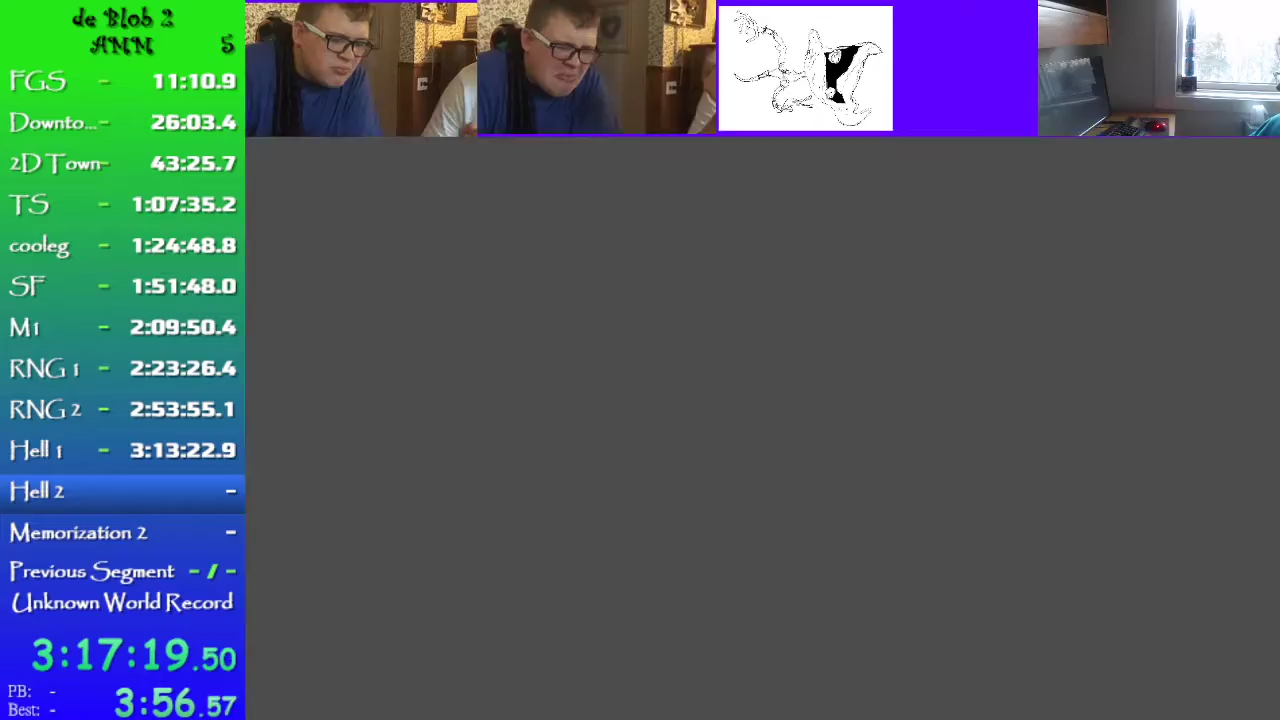 de Blob 2
AMN 5
FGS - 11:10.9
Downto... - 26:03.4
2D Town - 43:25.7
TS - 1:07:35.2
cooleg - 1:24:48.8
SF - 1:51:48.0
M1 - 2:09:50.4
RNG 1 - 2:23:26.4
RNG 2 - 2:53:55.1
Hell 1 - 3:13:22.9
Hell 2 -
Memorization 2 -
Previous Segment - / -
Unknown World Record
3:17:19.50
PB: -
Best: - 3:56.57